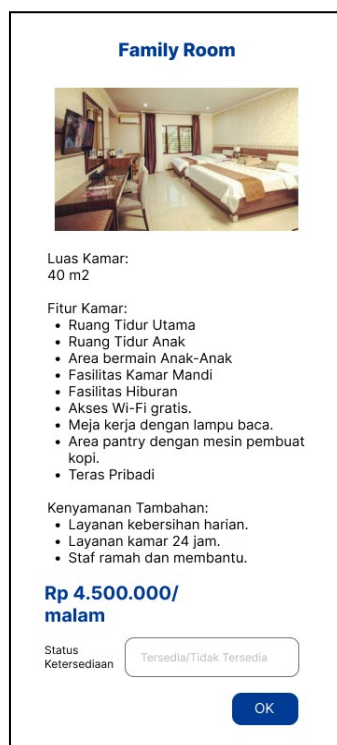 Family Room
Luas Kamar:
40 m2
Fitur Kamar:
• Ruang Tidur Utama
• Ruang Tidur Anak
• Area bermain Anak-Anak
• Fasilitas Kamar Mandi
• Fasilitas Hiburan
• Akses Wi-Fi gratis.
• Meja kerja dengan lampu baca.
• Area pantry dengan mesin pembuat
kopi.
• Teras Pribadi
Kenyamanan Tambahan:
• Layanan kebersihan harian.
• Layanan kamar 24 jam.
• Staf ramah dan membantu.
Rp 4.500.000/
malam
Status
Ketersediaan
Tersedia/Tidak Tersedia
OK